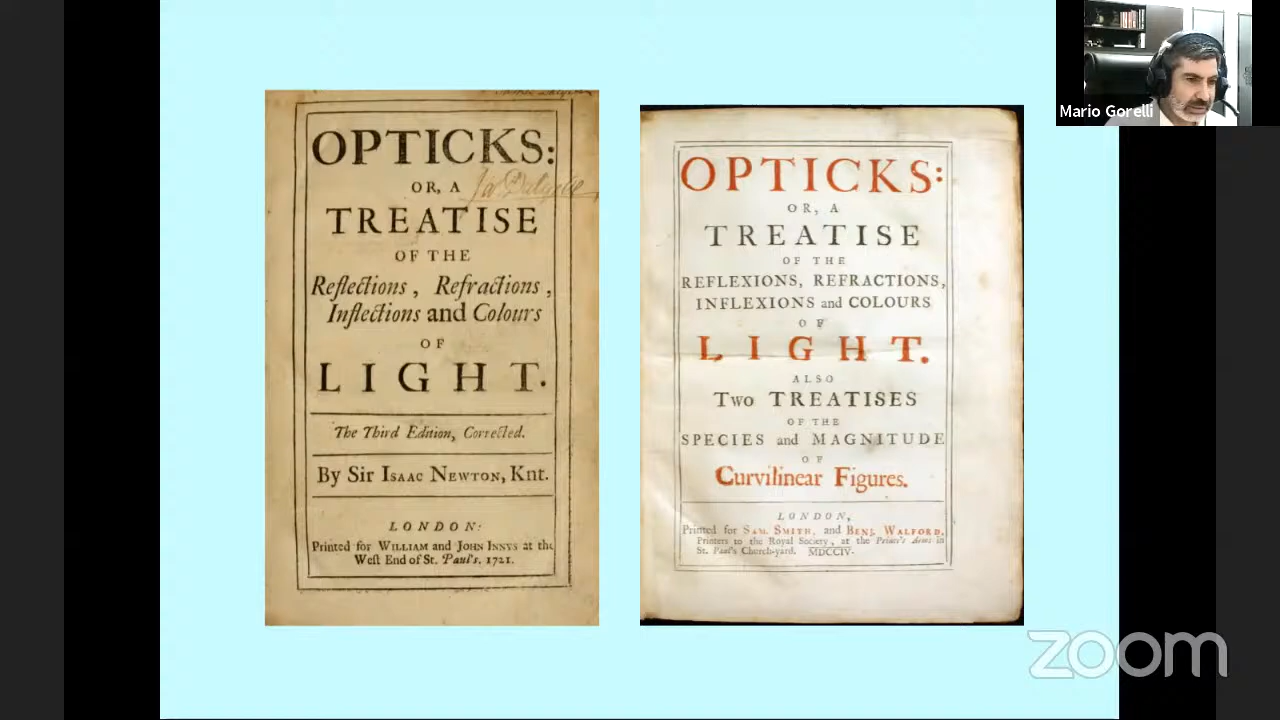 OPTICKS:
OR, A
TREATISE
OF THE
Reflections, Refractions,
Inflections and Colours
OF
LIGHT.
The Third Edition, Corrected.
By Sir ISAAC NEWTON, Knt.
LONDON:
Printed for WILLIAM and JOHN INNYS at the
West End of St. Paul's. 1721.
OPTICKS:
OR, A
TREATISE
OF THE
REFLEXIONS, REFRACTIONS,
INFLEXIONS and COLOURS
OF
LIGHT.
ALSO
Two TREATISES
OF THE
SPECIES and MAGNITUDE
OF
Curvilinear Figures.
LONDON,
Printed for SAM. SMITH, and BENJ. WALFORD,
Printers to the Royal Society, at the Prince's Arms in
St. Paul's Church-yard. MDCCIV.
Mario Gorelli
zoom